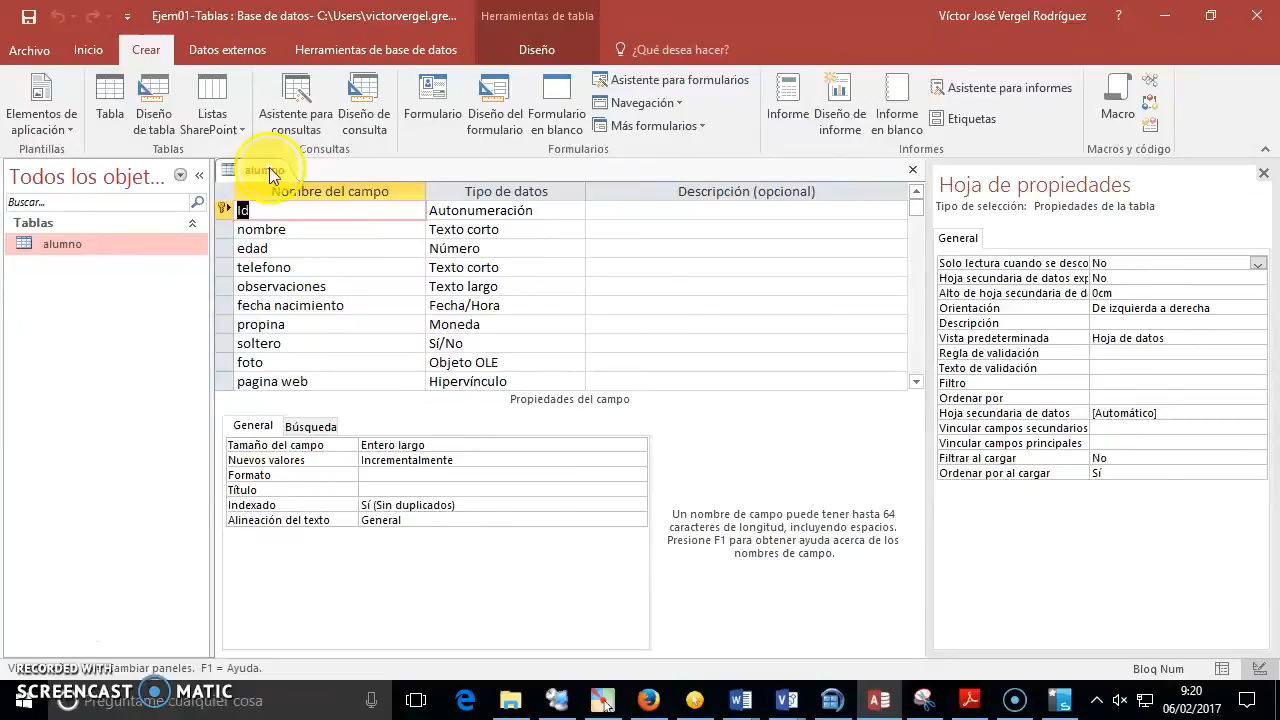 Ejem01-Tablas : Base de datos- C:\Users\victorvergel.gre...
Herramientas de tabla
Víctor José Vergel Rodríguez
?
Archivo
Inicio
Crear
Datos externos
Herramientas de base de datos
Diseño
¿Qué desea hacer?
Elementos de aplicación
Tabla
Diseño de tabla
Listas SharePoint
Asistente para consultas
Diseño de consulta
Formulario
Diseño del formulario
Formulario en blanco
Asistente para formularios
Navegación
Más formularios
Informe
Diseño de informe
Informe en blanco
Asistente para informes
Etiquetas
Macro
Plantillas
Tablas
Consultas
Formularios
Informes
Macros y código
Todos los objet...
Buscar...
Tablas
alumno
alumno
Nombre del campo
Tipo de datos
Descripción (opcional)
Id
Autonumeración
nombre
Texto corto
edad
Número
telefono
Texto corto
observaciones
Texto largo
fecha nacimiento
Fecha/Hora
propina
Moneda
soltero
Sí/No
foto
Objeto OLE
pagina web
Hipervínculo
Propiedades del campo
General
Búsqueda
Tamaño del campo
Entero largo
Nuevos valores
Incrementalmente
Formato
Título
Indexado
Sí (Sin duplicados)
Alineación del texto
General
Un nombre de campo puede tener hasta 64
caracteres de longitud, incluyendo espacios.
Presione F1 para obtener ayuda acerca de los
nombres de campo.
Hoja de propiedades
Tipo de selección: Propiedades de la tabla
General
Solo lectura cuando se desco
No
Hoja secundaria de datos exp
No
Alto de hoja secundaria de d
0cm
Orientación
De izquierda a derecha
Descripción
Vista predeterminada
Hoja de datos
Regla de validación
Texto de validación
Filtro
Ordenar por
Hoja secundaria de datos
[Automático]
Vincular campos secundarios
Vincular campos principales
Filtrar al cargar
No
Ordenar por al cargar
Sí
Cambiar paneles. F1 = Ayuda.
Bloq Num
RECORDED WITH
SCREENCAST MATIC
Pregúntame cualquier cosa
9:20
06/02/2017